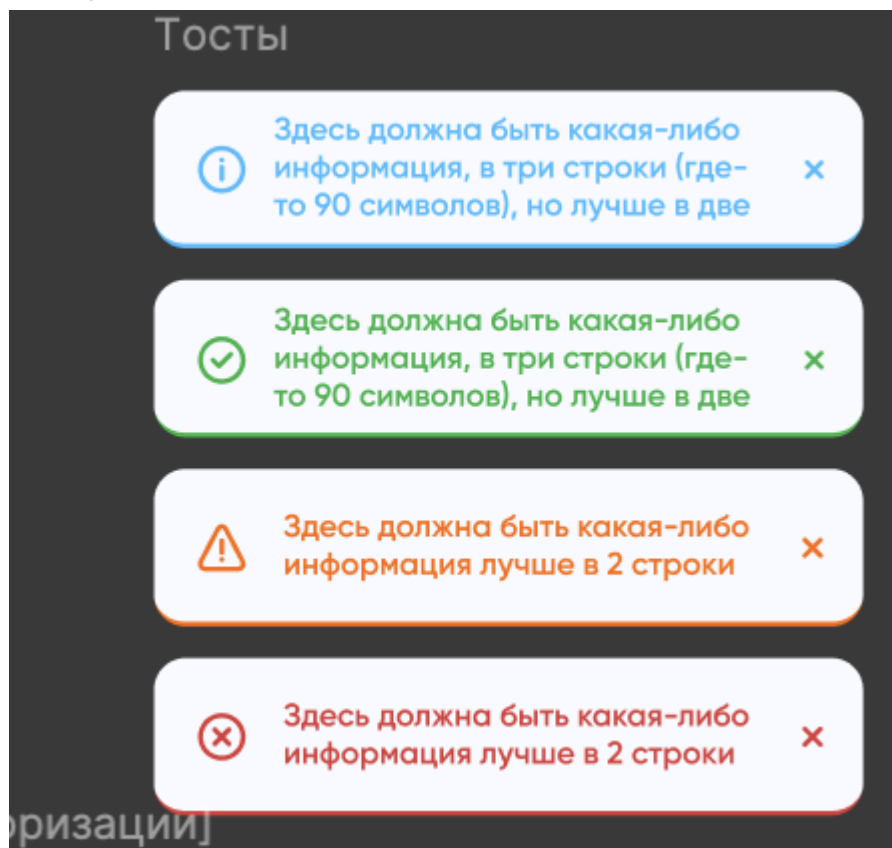 Тосты
Здесь должна быть какая-либо
информация, в три строки (где-
то 90 символов), но лучше в две
Здесь должна быть какая-либо
информация, в три строки (где-
то 90 символов), но лучше в две
Здесь должна быть какая-либо
информация лучше в 2 строки
Здесь должна быть какая-либо
информация лучше в 2 строки
оризации]